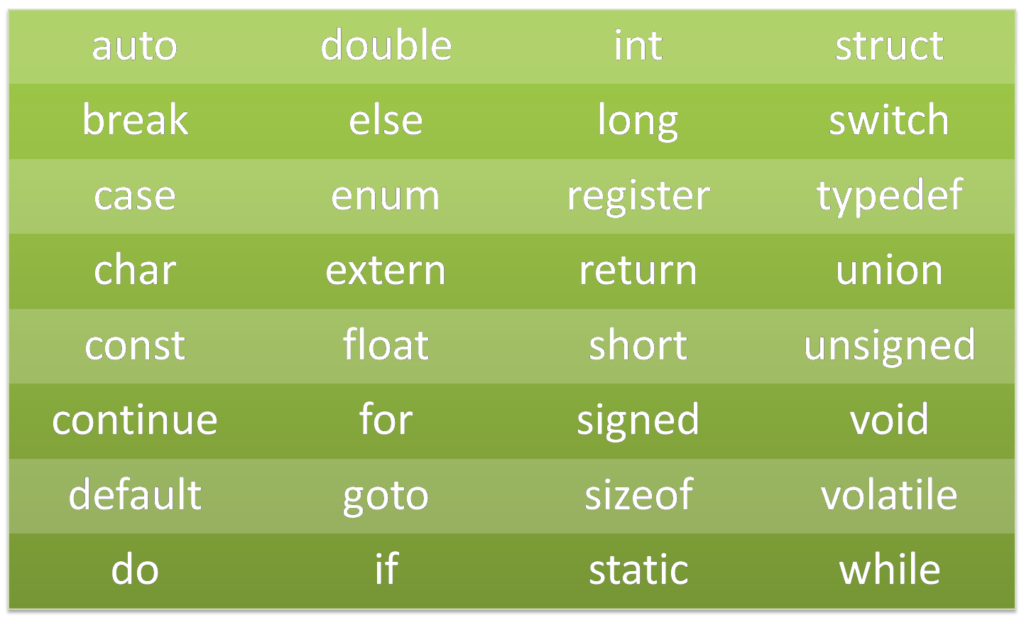 auto double int struct
break else long switch
case enum register typedef
char extern return union
const float short unsigned
continue for signed void
default goto sizeof volatile
do if static while